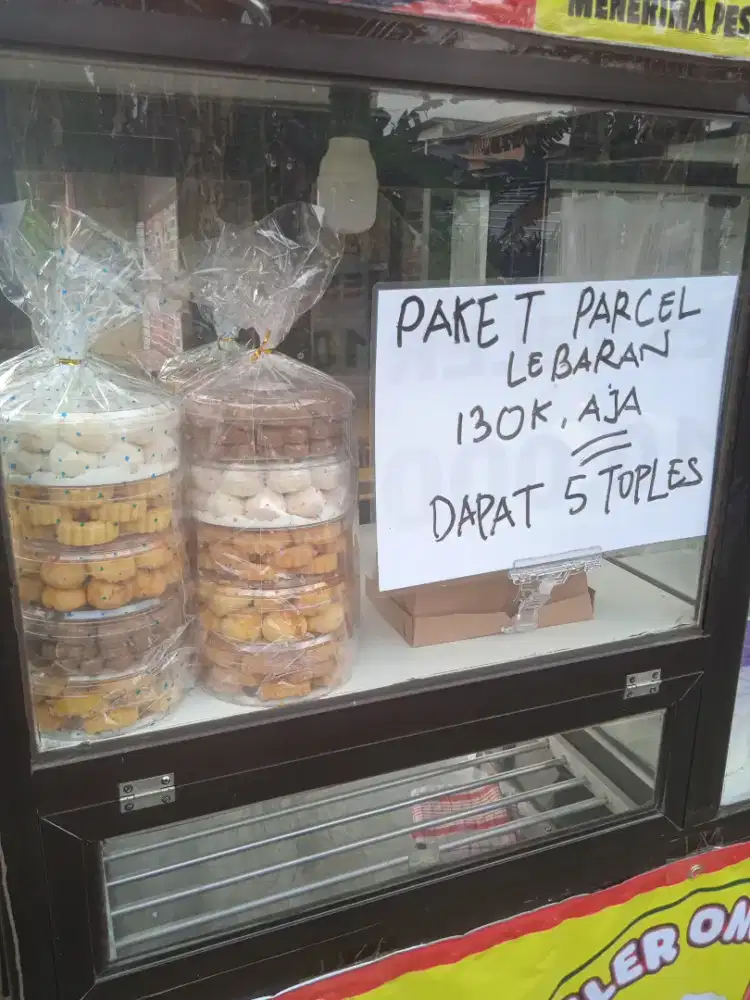 MENERIMA PES
PAKET PARCEL
LEBARAN
130K, AJA
DAPAT 5 TOPLES
LER OM